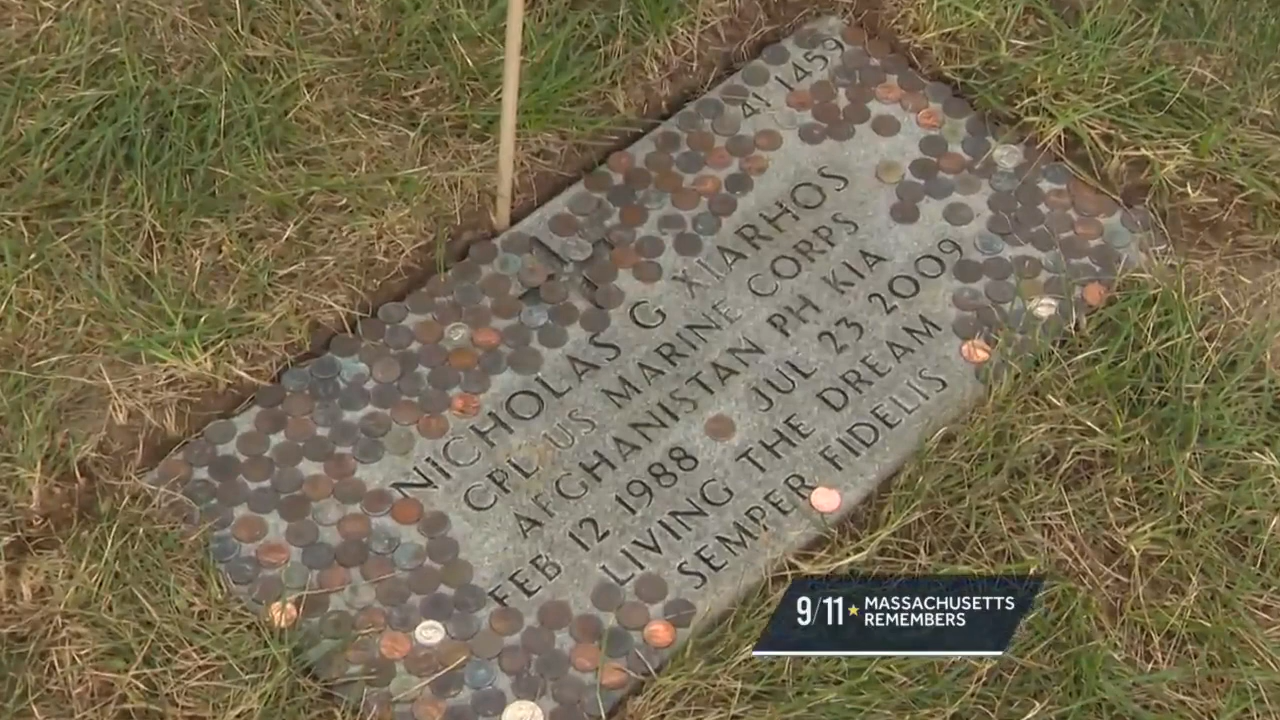 41 1459
NICHOLAS G XIARHOS
CPL US MARINE CORPS
AFGHANISTAN PH KIA
FEB 12 1988 JUL 23 2009
LIVING THE DREAM
SEMPER FIDELIS
9/11 MASSACHUSETTS
REMEMBERS